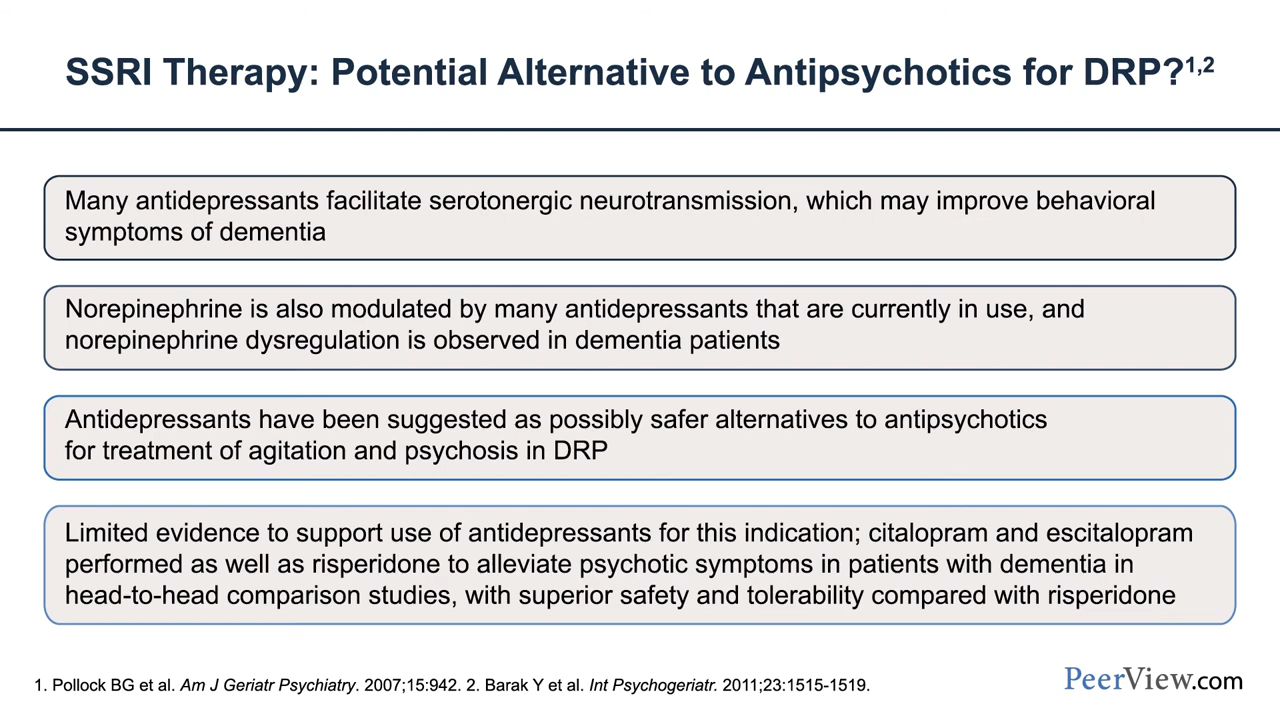 SSRI Therapy: Potential Alternative to Antipsychotics for DRP?1,2
Many antidepressants facilitate serotonergic neurotransmission, which may improve behavioral
symptoms of dementia
Norepinephrine is also modulated by many antidepressants that are currently in use, and
norepinephrine dysregulation is observed in dementia patients
Antidepressants have been suggested as possibly safer alternatives to antipsychotics
for treatment of agitation and psychosis in DRP
Limited evidence to support use of antidepressants for this indication; citalopram and escitalopram
performed as well as risperidone to alleviate psychotic symptoms in patients with dementia in
head-to-head comparison studies, with superior safety and tolerability compared with risperidone
1. Pollock BG et al. Am J Geriatr Psychiatry. 2007;15:942. 2. Barak Y et al. Int Psychogeriatr. 2011;23:1515-1519.
PeerView.com